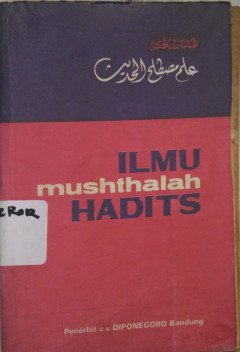 علم مصطلح الحديث
ILMU
mushthalah
HADITS
Penerbit c.v. DIPONEGORO Bandung